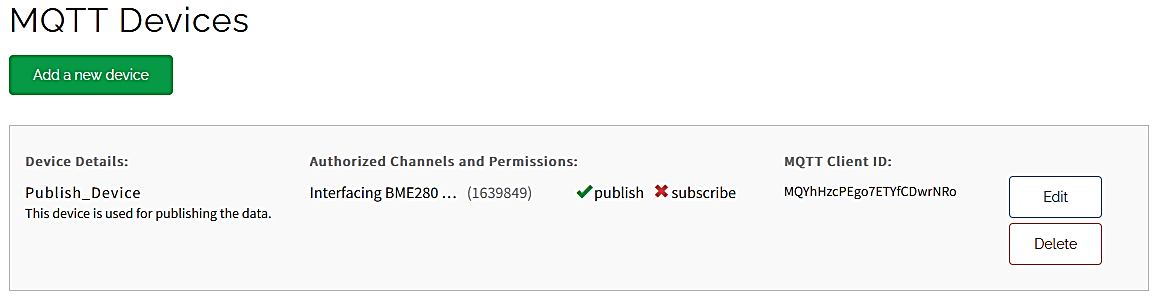 MQTT Devices
Add a new device
Device Details:
Publish_Device
This device is used for publishing the data.
Authorized Channels and Permissions:
Interfacing BME280 ... (1639849) publish subscribe
MQTT Client ID:
MQYhHzcPEgo7ETYfCDwrNRo
Edit
Delete